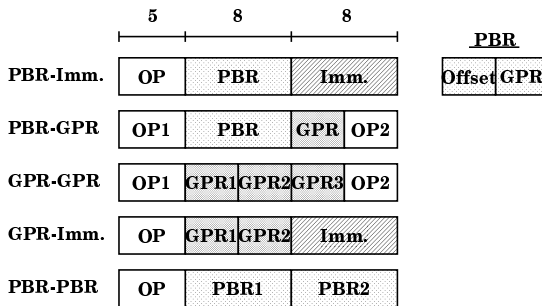 5 8 8
PBR
PBR-Imm. OP PBR Imm. Offset GPR
PBR-GPR OP1 PBR GPR OP2
GPR-GPR OP1 GPR1 GPR2 GPR3 OP2
GPR-Imm. OP GPR1 GPR2 Imm.
PBR-PBR OP PBR1 PBR2